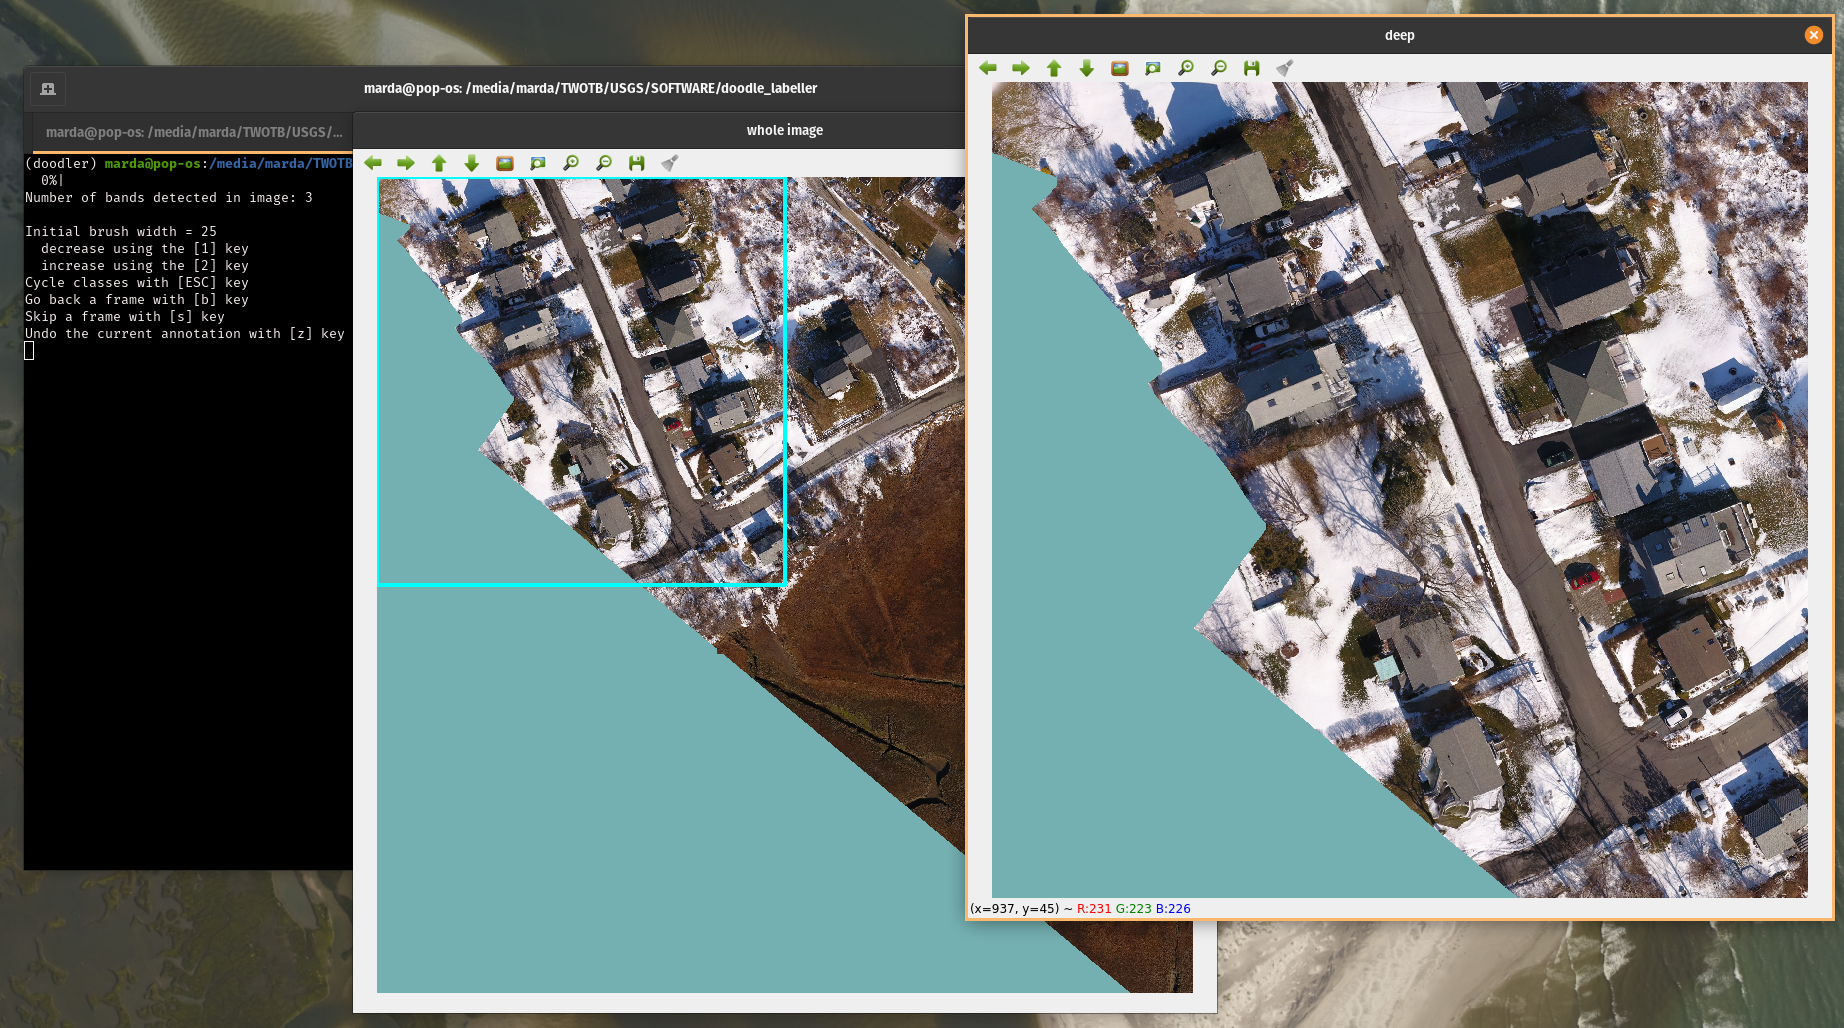 marda@pop-os: /media/marda/TWOTB/USGS/SOFTWARE/doodle_labeller
marda@pop-os: /media/marda/TWOTB/USGS/...
(doodler) marda@pop-os:/media/marda/TWOTB
0%|
Number of bands detected in image: 3
Initial brush width = 25
decrease using the [1] key
increase using the [2] key
Cycle classes with [ESC] key
Go back a frame with [b] key
Skip a frame with [s] key
Undo the current annotation with [z] key
whole image
deep
(x=937, y=45) ~ R:231 G:223 B:226